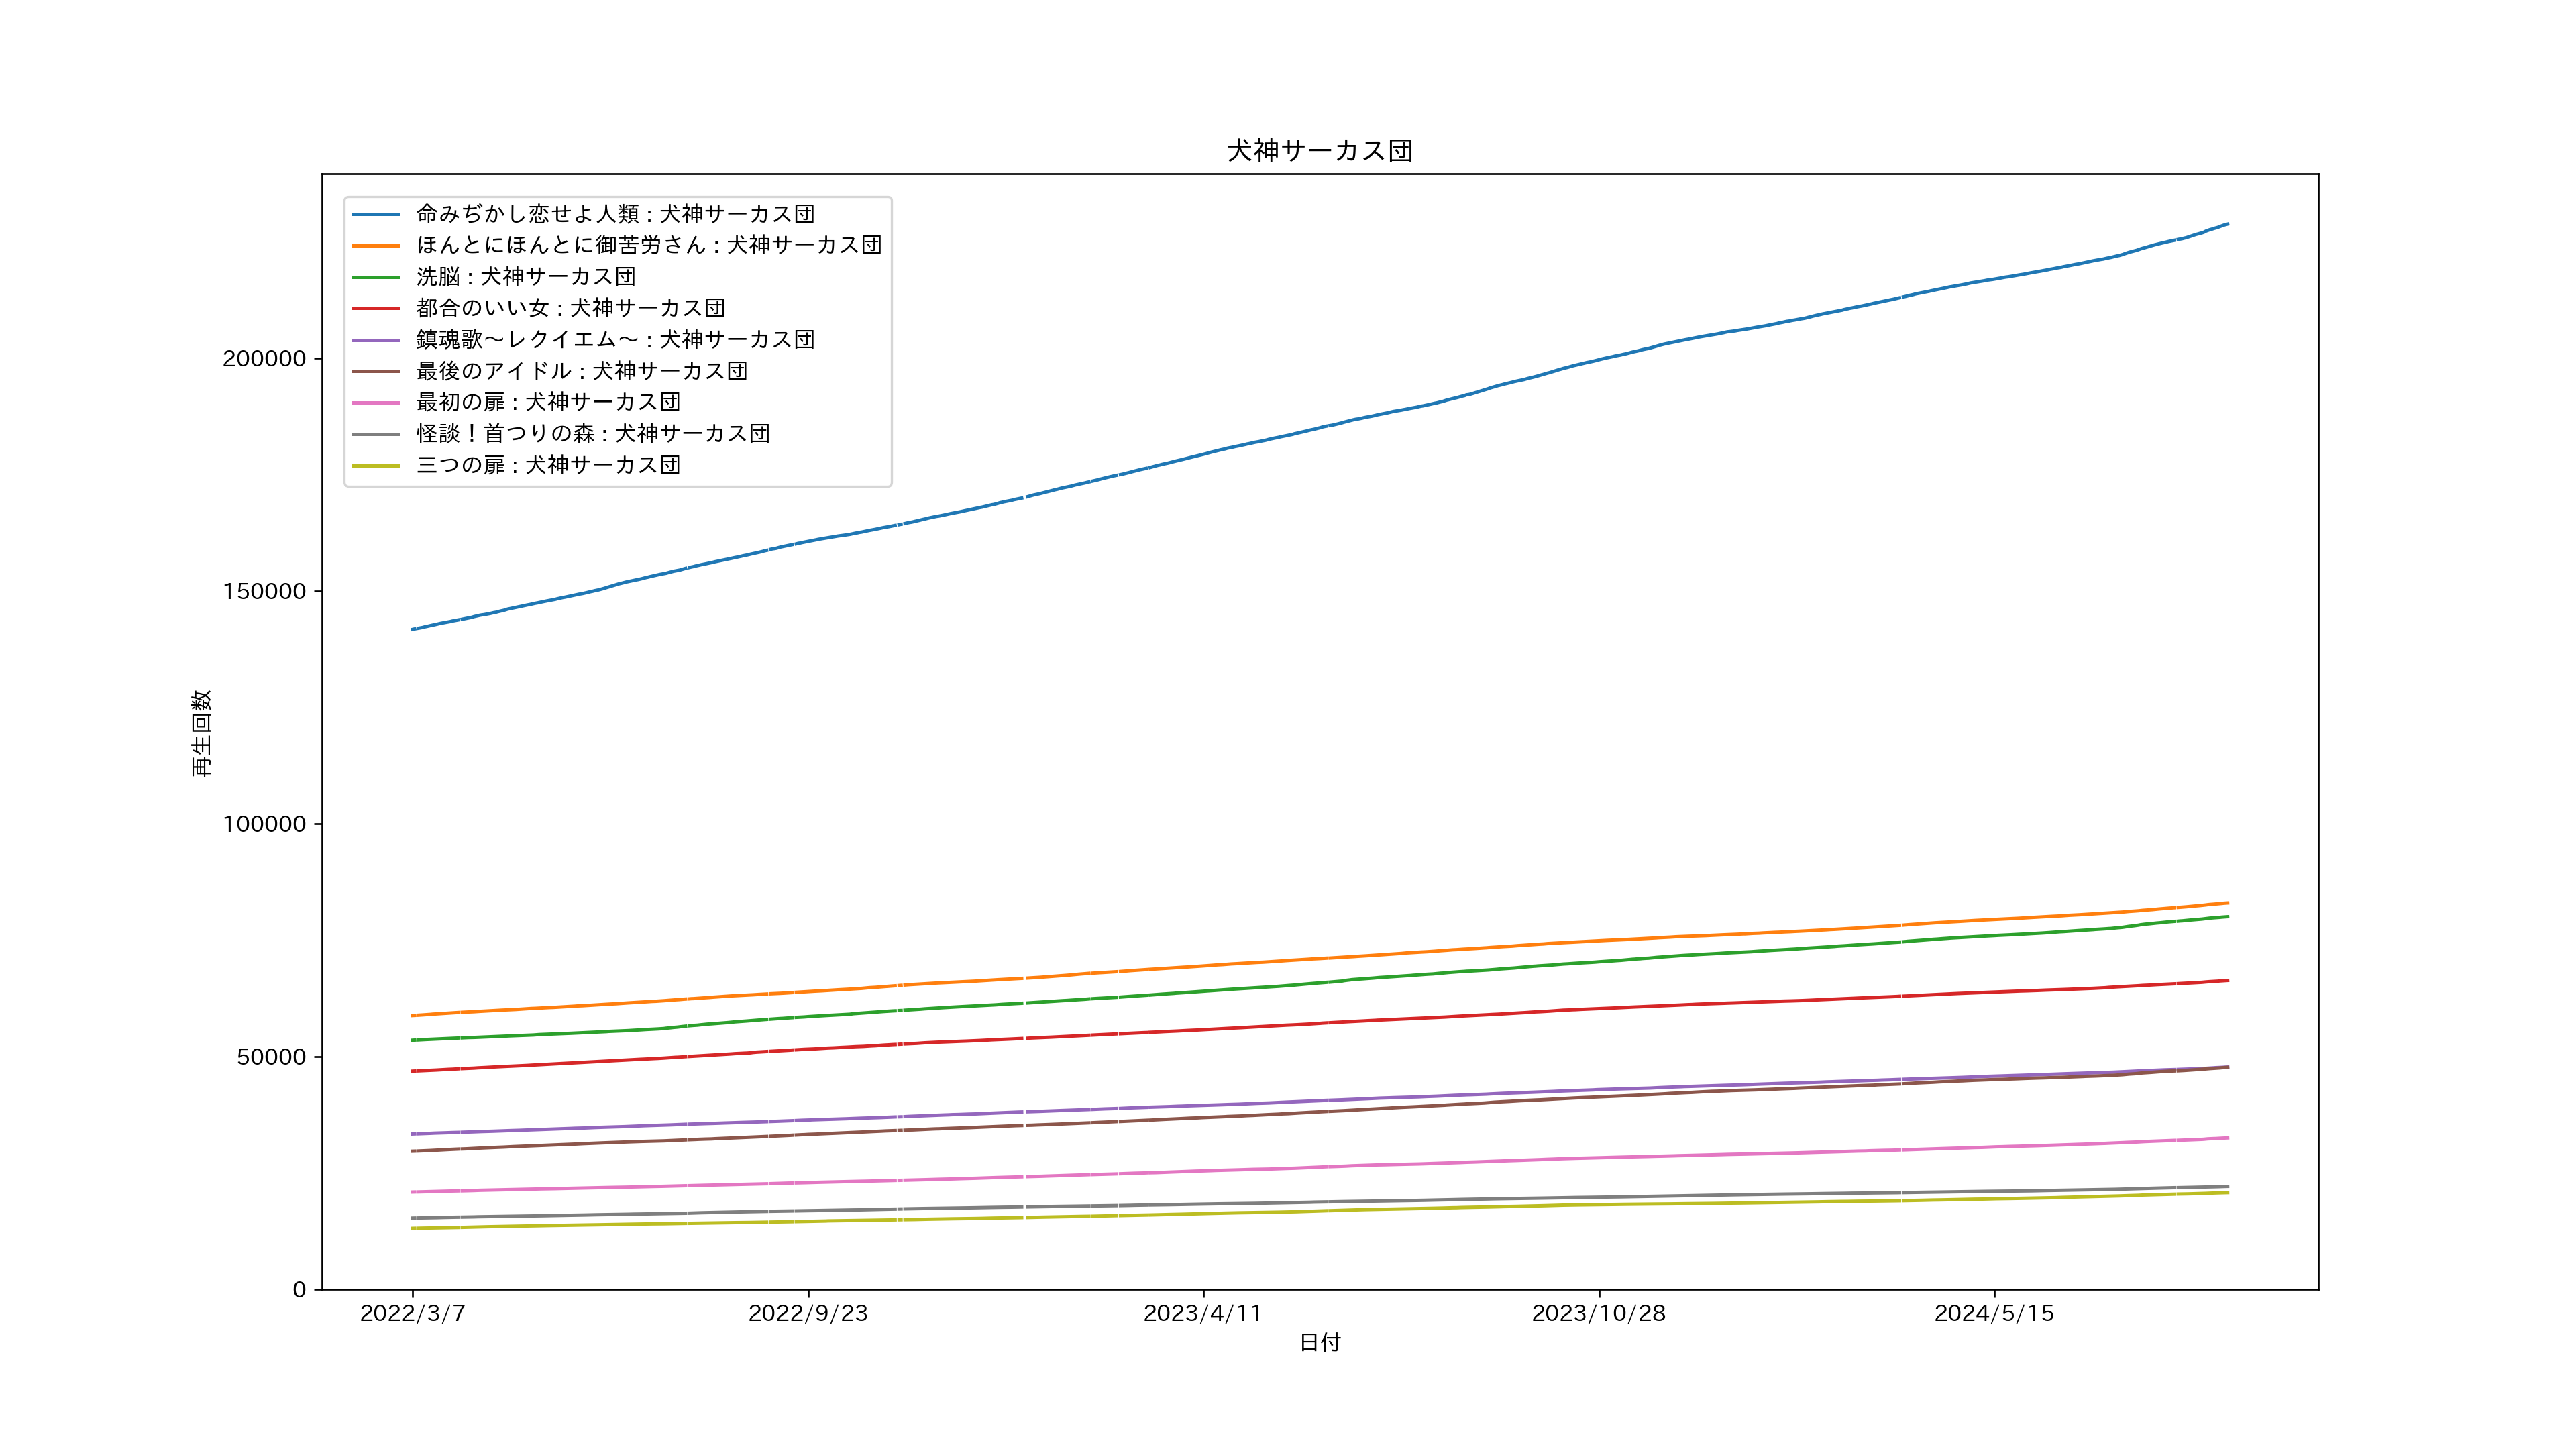 犬神サーカス団
命みぢかし恋せよ人類 : 犬神サーカス団
ほんとにほんとに御苦労さん : 犬神サーカス団
洗脳 : 犬神サーカス団
都合のいい女 : 犬神サーカス団
鎮魂歌〜レクイエム〜 : 犬神サーカス団
最後のアイドル : 犬神サーカス団
最初の扉 : 犬神サーカス団
怪談！首つりの森 : 犬神サーカス団
三つの扉 : 犬神サーカス団
再生回数
200000
150000
100000
50000
0
2022/3/7 2022/9/23 2023/4/11 2023/10/28 2024/5/15
日付